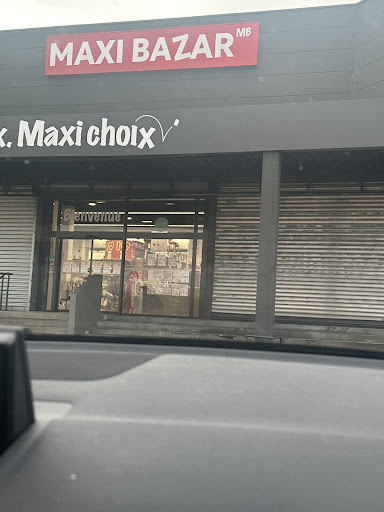 MAXI BAZAR MB
x. Maxi choix
Bienvenue